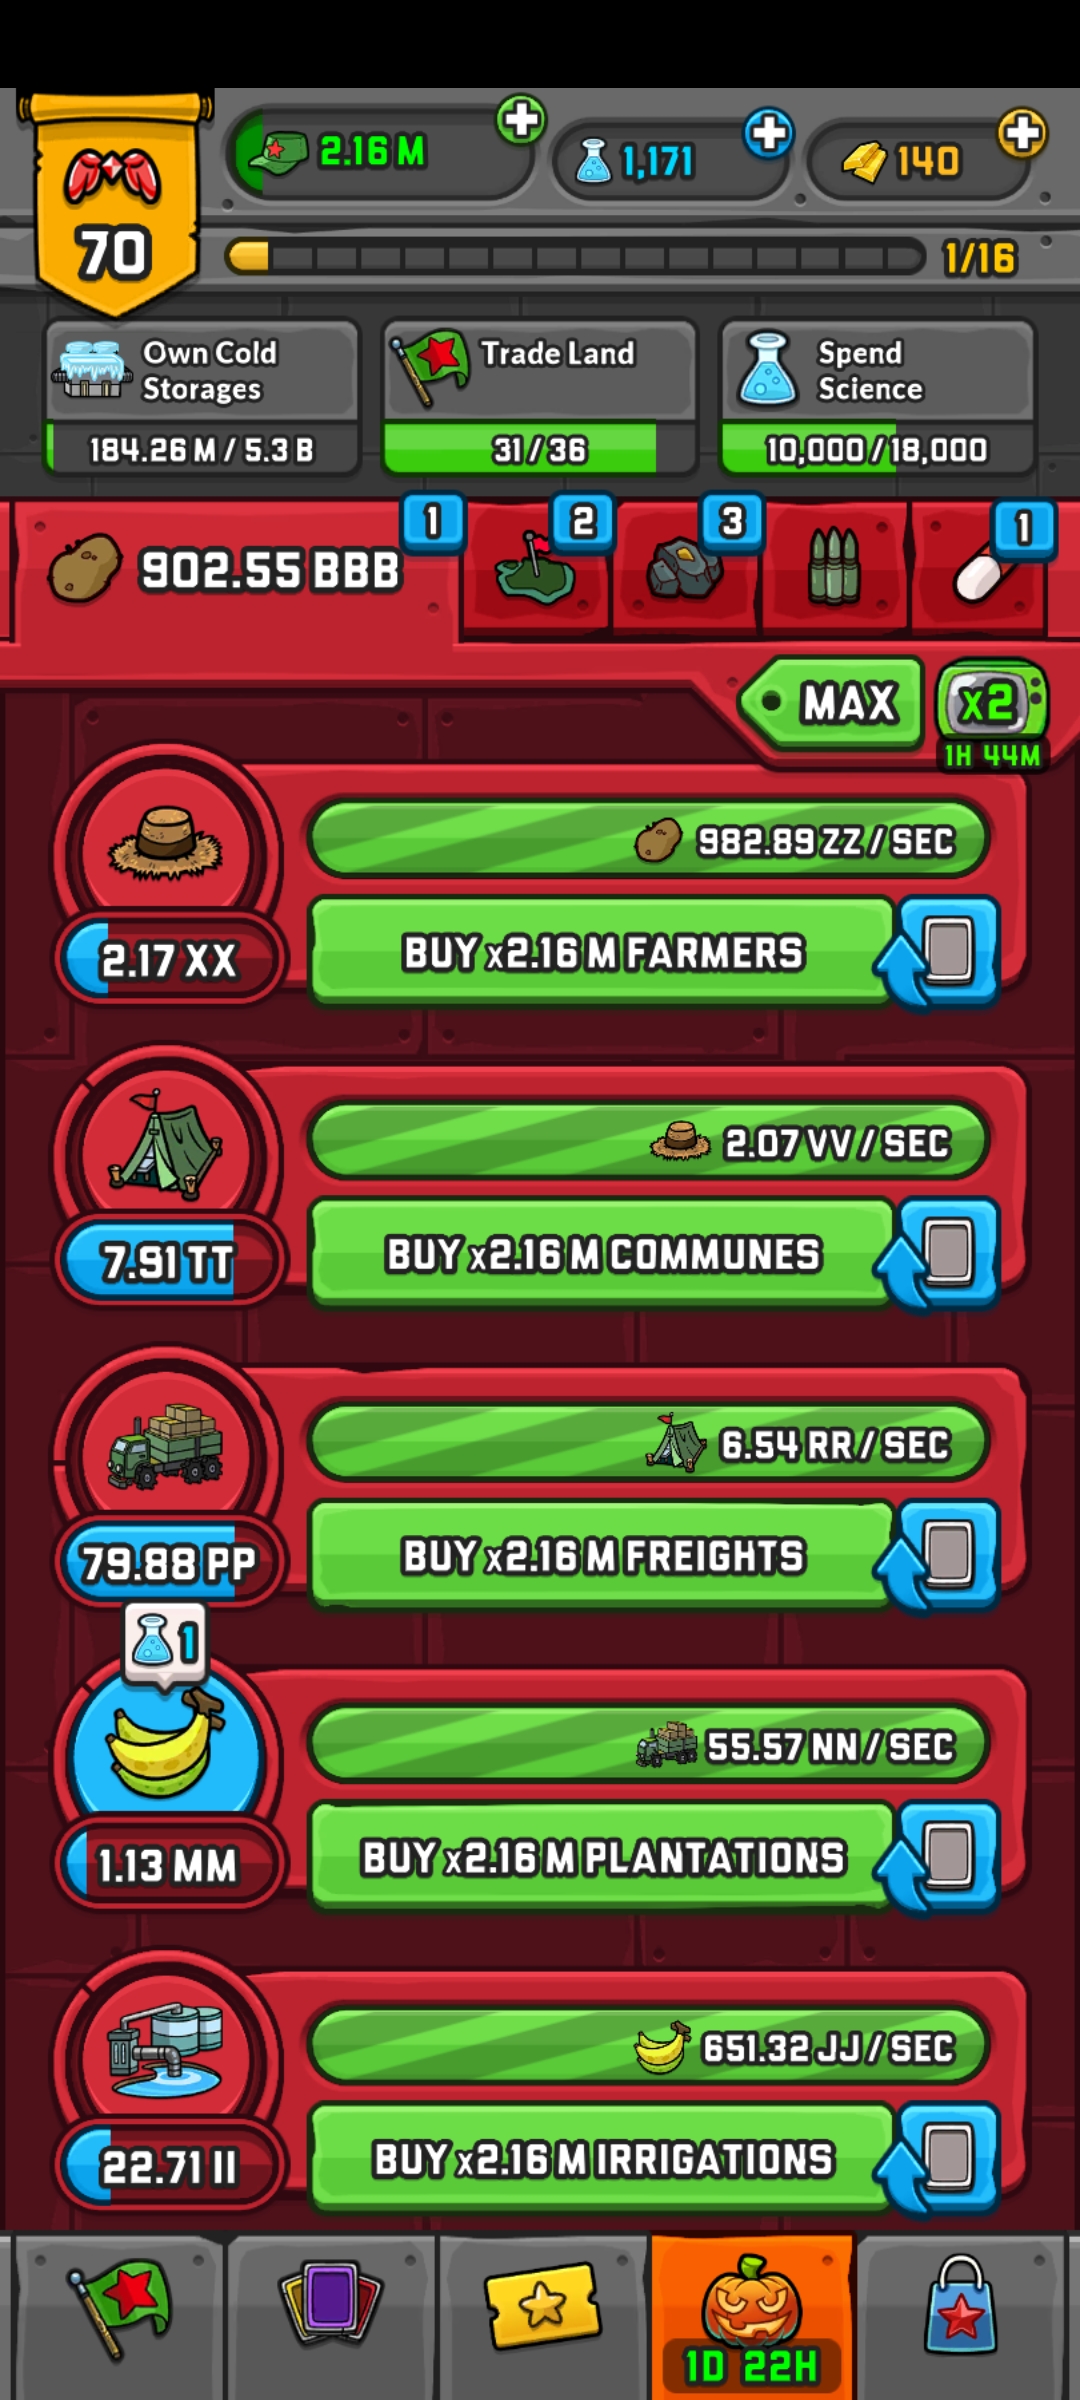 70
2.16 M
1,171
140
1/16
Own Cold
Storages
184.26 M / 5.3 B
Trade Land
31 / 36
Spend
Science
10,000 / 18,000
902.55 BBB
1
2
3
1
MAX
x2
1H 44M
982.89 ZZ / SEC
2.17 XX
BUY x2.16 M FARMERS
2.07 VV / SEC
7.91 TT
BUY x2.16 M COMMUNES
6.54 RR / SEC
79.88 PP
BUY x2.16 M FREIGHTS
1
55.57 NN / SEC
1.13 MM
BUY x2.16 M PLANTATIONS
651.32 JJ / SEC
22.71 II
BUY x2.16 M IRRIGATIONS
1D 22H